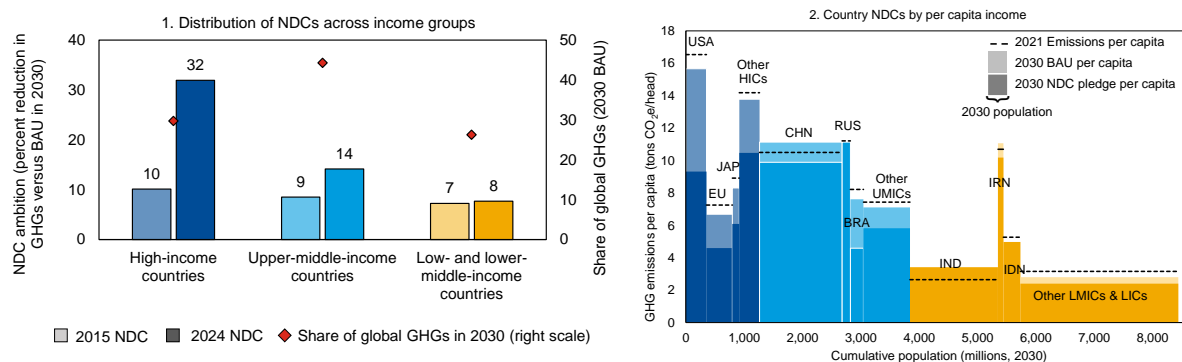 1. Distribution of NDCs across income groups
NDC ambition (percent reduction in
GHGs versus BAU in 2030)
40
30
20
10
0
10
32
9
14
7
8
50
40
30
20
10
0
Share of global GHGs (2030 BAU)
High-income
countries
Upper-middle-income
countries
Low- and lower-
middle-income
countries
2015 NDC
2024 NDC
Share of global GHGs in 2030 (right scale)
2. Country NDCs by per capita income
GHG emissions per capita (tons CO2e/head)
18
16
14
12
10
8
6
4
2
0
USA
EU
JAP
Other
HICs
CHN
RUS
BRA
Other
UMICs
IND
IRN
IDN
Other LMICs & LICs
2021 Emissions per capita
2030 BAU per capita
2030 NDC pledge per capita
2030 population
0
1,000
2,000
3,000
4,000
5,000
6,000
7,000
8,000
Cumulative population (millions, 2030)